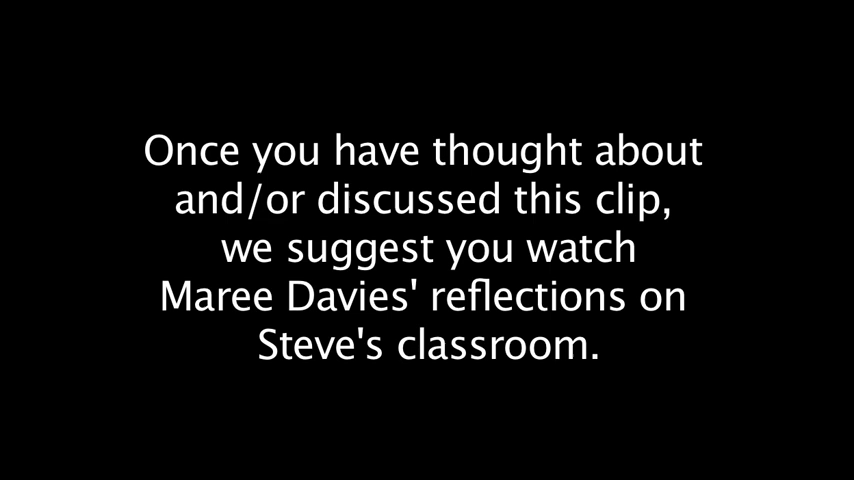 Once you have thought about
and/or discussed this clip,
we suggest you watch
Maree Davies' reflections on
Steve's classroom.